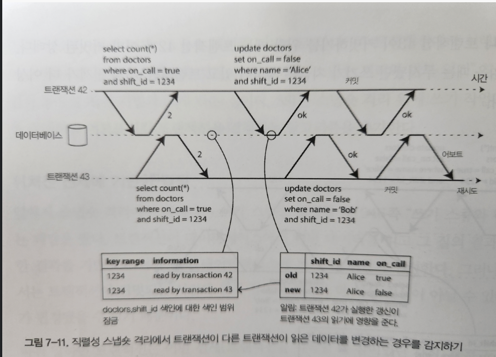 select count(*)
from doctors
where on_call = true
and shift_id = 1234
update doctors
set on_call = false
where name = 'Alice'
and shift_id = 1234
커밋
시간
트랜잭션 42
2
ok
ok
데이터베이스
2
ok
어보트
트랜잭션 43
select count(*)
from doctors
where on_call = true
and shift_id = 1234
update doctors
set on_call = false
where name = 'Bob'
and shift_id = 1234
커밋
재시도
key range information
1234 read by transaction 42
1234 read by transaction 43
doctors.shift_id 색인에 대한 색인 범위
잠금
shift_id name on_call
old 1234 Alice true
new 1234 Alice false
알림: 트랜잭션 42가 실행한 갱신이
트랜잭션 43의 읽기에 영향을 준다.
그림 7-11. 직렬성 스냅숏 격리에서 트랜잭션이 다른 트랜잭션이 읽은 데이터를 변경하는 경우를 감지하기